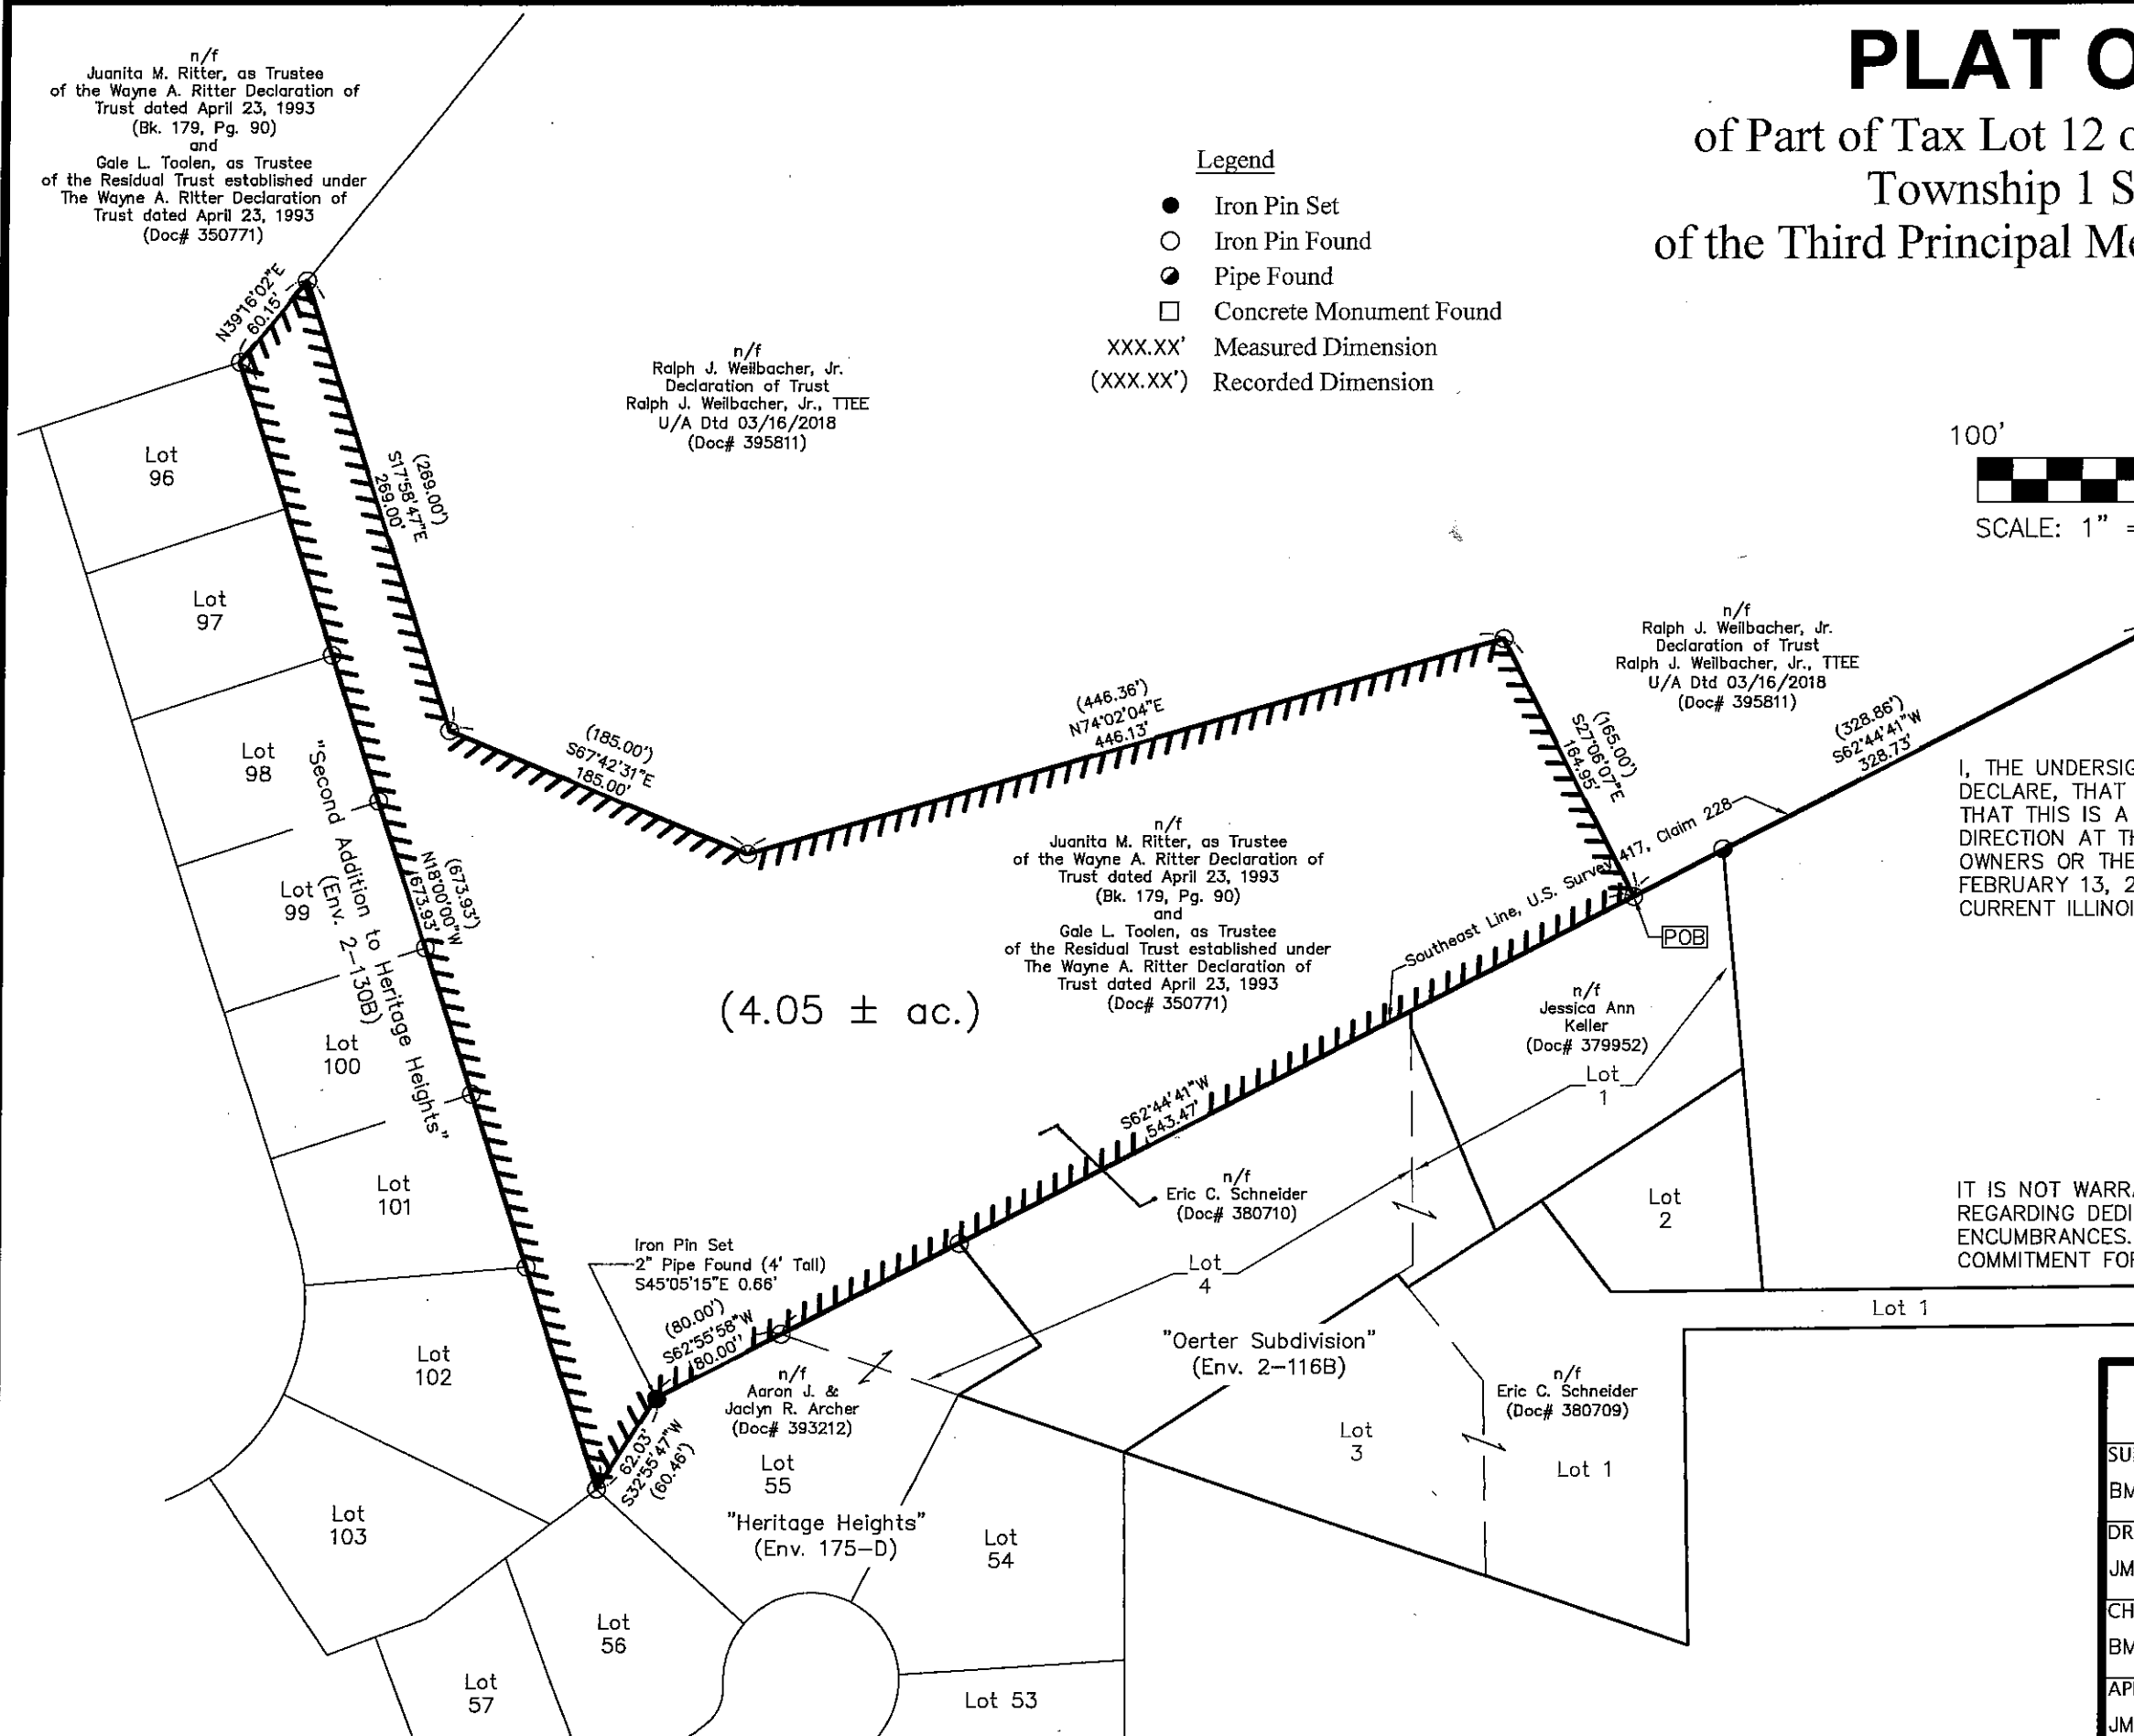 PLAT O
of Part of Tax Lot 12 o
Township 1 S
of the Third Principal Me
n/f
Juanita M. Ritter, as Trustee
of the Wayne A. Ritter Declaration of
Trust dated April 23, 1993
(Bk. 179, Pg. 90)
and
Gale L. Toolen, as Trustee
of the Residual Trust established under
The Wayne A. Ritter Declaration of
Trust dated April 23, 1993
(Doc# 350771)
Legend
Iron Pin Set
Iron Pin Found
Pipe Found
Concrete Monument Found
XXX.XX' Measured Dimension
(XXX.XX') Recorded Dimension
N39°16'02"E
60.15'
n/f
Ralph J. Weilbacher, Jr.
Declaration of Trust
Ralph J. Weilbacher, Jr., TTEE
U/A Dtd 03/16/2018
(Doc# 395811)
100'
SCALE: 1" =
(269.00')
S17°58'47"E
269.00'
Lot
96
Lot
97
Lot
98
Lot
99
Lot
100
Lot
101
Lot
102
Lot
103
"Second Addition to Heritage Heights"
(Env. 2-130B)
(673.93')
N18°00'00"W
673.93'
(185.00')
S67°42'31"E
185.00'
(446.36')
N74°02'04"E
446.13'
n/f
Ralph J. Weilbacher, Jr.
Declaration of Trust
Ralph J. Weilbacher, Jr., TTEE
U/A Dtd 03/16/2018
(Doc# 395811)
(165.00')
S27°06'07"E
164.95'
(328.86')
S62°44'41"W
328.73'
I, THE UNDERSIG
DECLARE, THAT
THAT THIS IS A
DIRECTION AT TH
OWNERS OR THE
FEBRUARY 13, 2
CURRENT ILLINOI
n/f
Juanita M. Ritter, as Trustee
of the Wayne A. Ritter Declaration of
Trust dated April 23, 1993
(Bk. 179, Pg. 90)
and
Gale L. Toolen, as Trustee
of the Residual Trust established under
The Wayne A. Ritter Declaration of
Trust dated April 23, 1993
(Doc# 350771)
Southeast Line, U.S. Survey 417, Claim 228
POB
(4.05 ± ac.)
n/f
Jessica Ann
Keller
(Doc# 379952)
Lot
1
S62°44'41"W
543.47'
n/f
Eric C. Schneider
(Doc# 380710)
Lot
2
IT IS NOT WARRA
REGARDING DEDI
ENCUMBRANCES.
COMMITMENT FOR
Iron Pin Set
2" Pipe Found (4' Tall)
S45°05'15"E 0.66'
Lot
4
Lot 1
(80.00')
S62°55'58"W
80.00'
n/f
Aaron J. &
Jaclyn R. Archer
(Doc# 393212)
"Oerter Subdivision"
(Env. 2-116B)
n/f
Eric C. Schneider
(Doc# 380709)
62.03'
S32°55'47"W
(60.46')
Lot
55
Lot
3
Lot 1
"Heritage Heights"
(Env. 175-D)
Lot
54
Lot
56
Lot
57
Lot 53
SU
BM
DR
JM
CH
BM
AP
JM